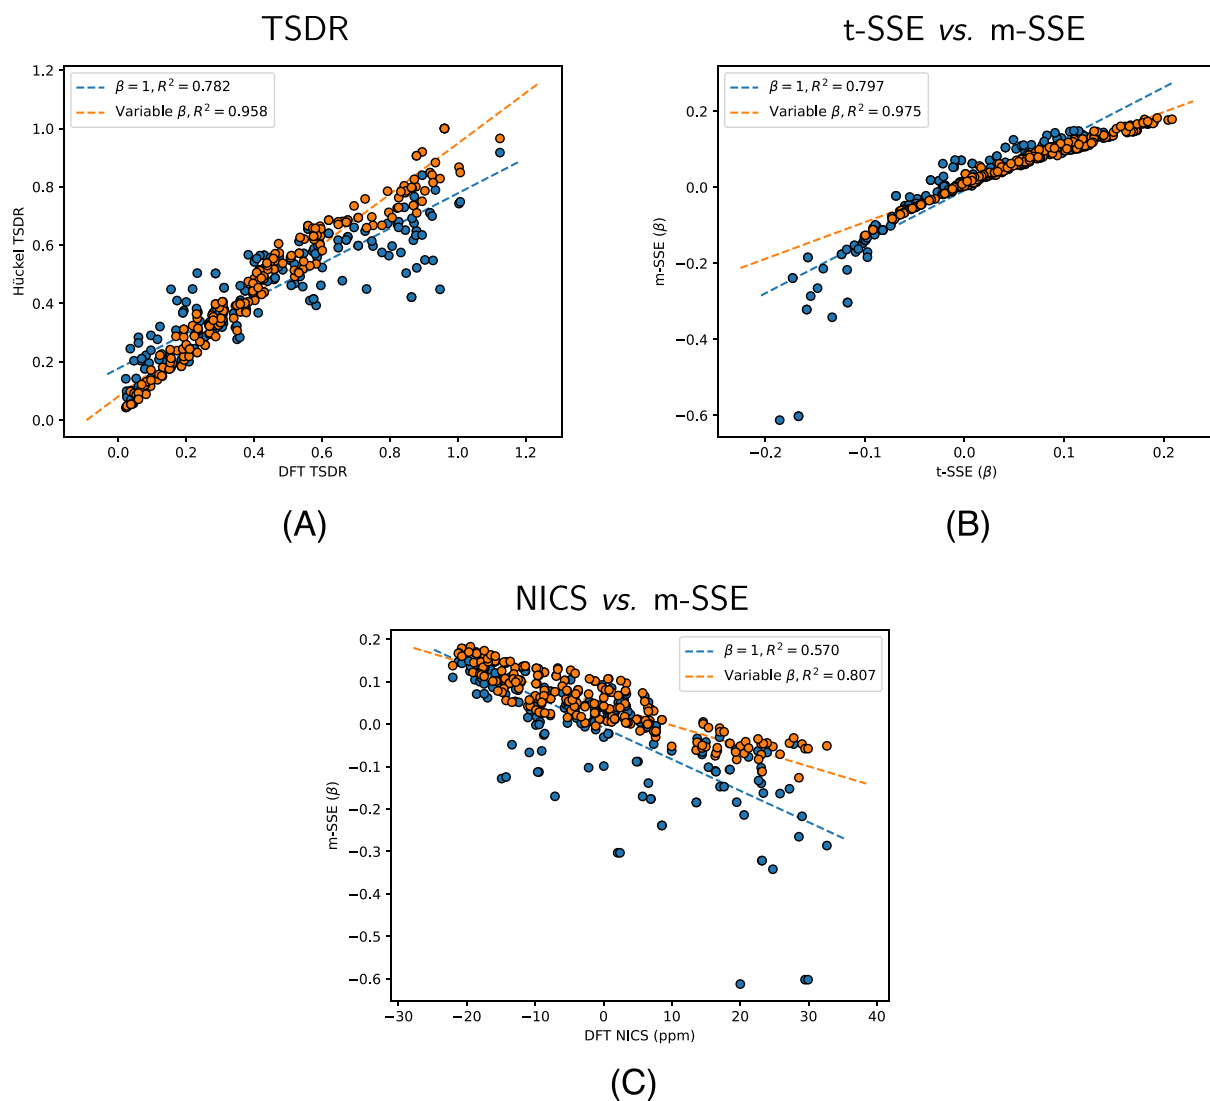 TSDR
β = 1, R² = 0.782
Variable β, R² = 0.958
1.2
1.0
0.8
0.6
0.4
0.2
0.0
Hückel TSDR
0.0 0.2 0.4 0.6 0.8 1.0 1.2
DFT TSDR
(A)
t-SSE vs. m-SSE
β = 1, R² = 0.797
Variable β, R² = 0.975
0.2
0.0
−0.2
−0.4
−0.6
m-SSE (β)
−0.2 −0.1 0.0 0.1 0.2
t-SSE (β)
(B)
NICS vs. m-SSE
β = 1, R² = 0.570
Variable β, R² = 0.807
0.2
0.1
0.0
−0.1
−0.2
−0.3
−0.4
−0.5
−0.6
m-SSE (β)
−30 −20 −10 0 10 20 30 40
DFT NICS (ppm)
(C)